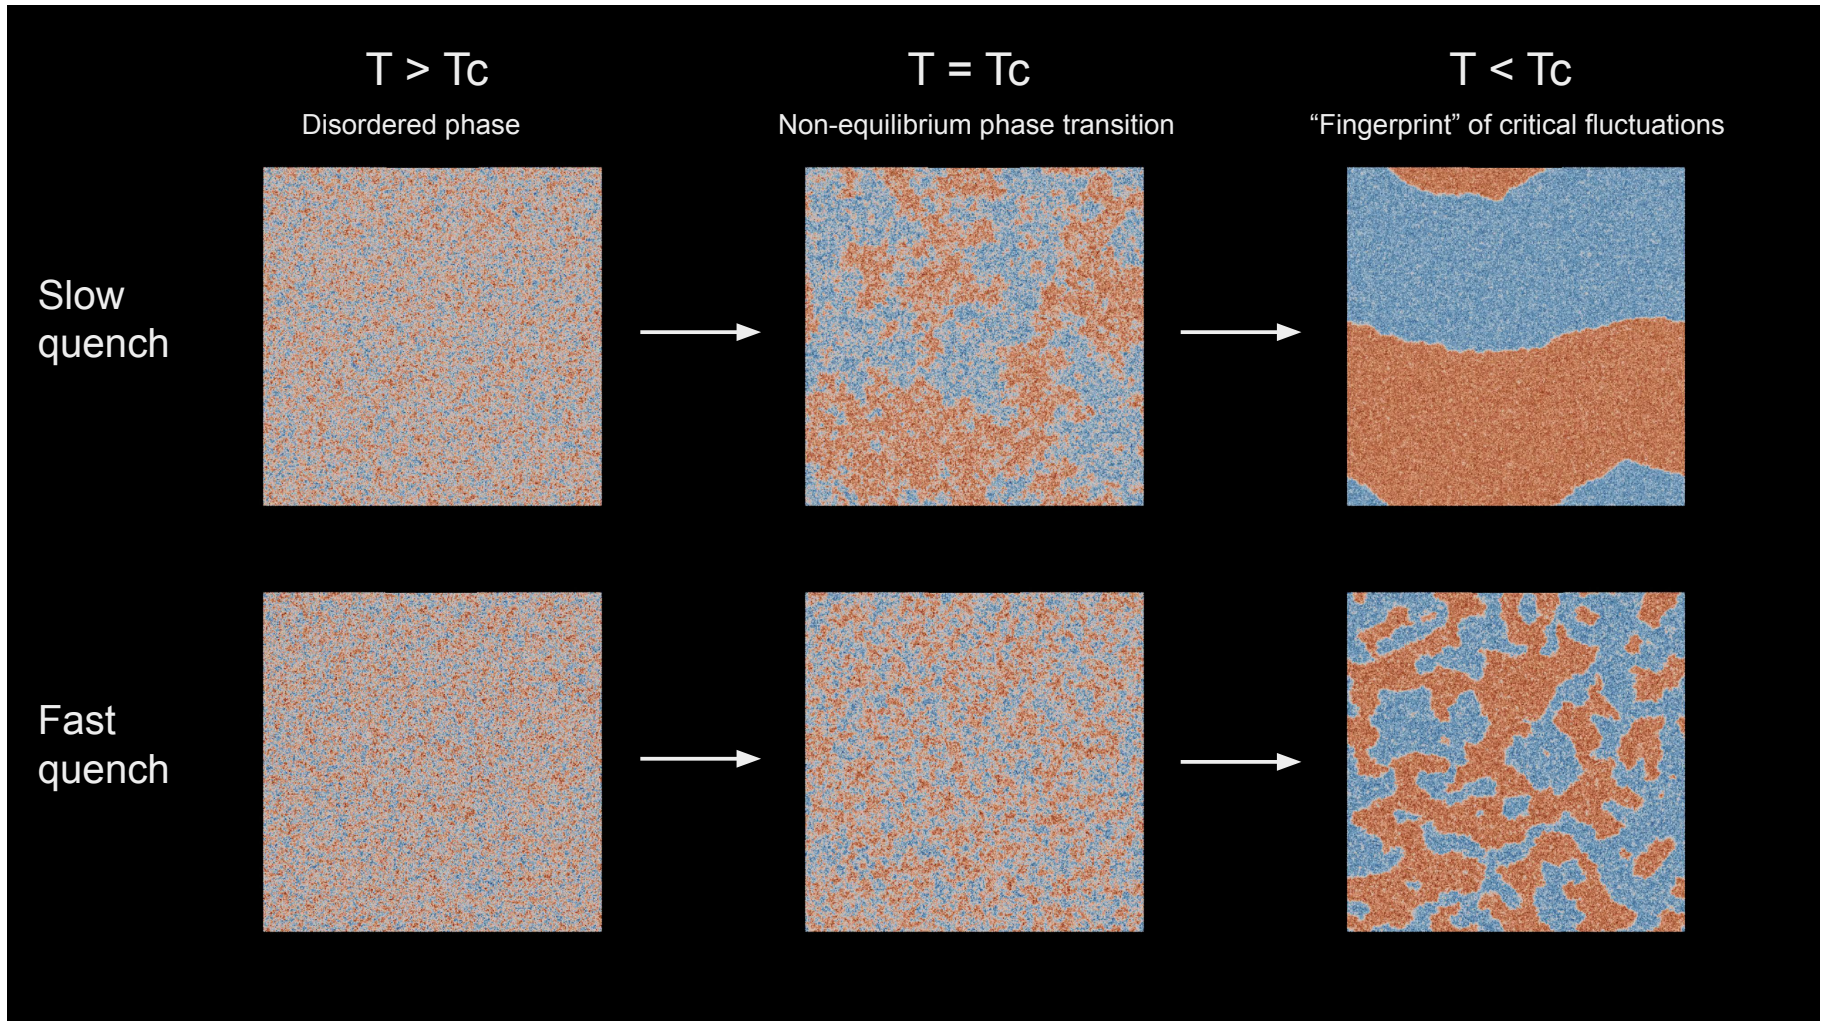 T > Tc
T = Tc
T < Tc
Disordered phase
Non-equilibrium phase transition
“Fingerprint” of critical fluctuations
Slow
quench
Fast
quench